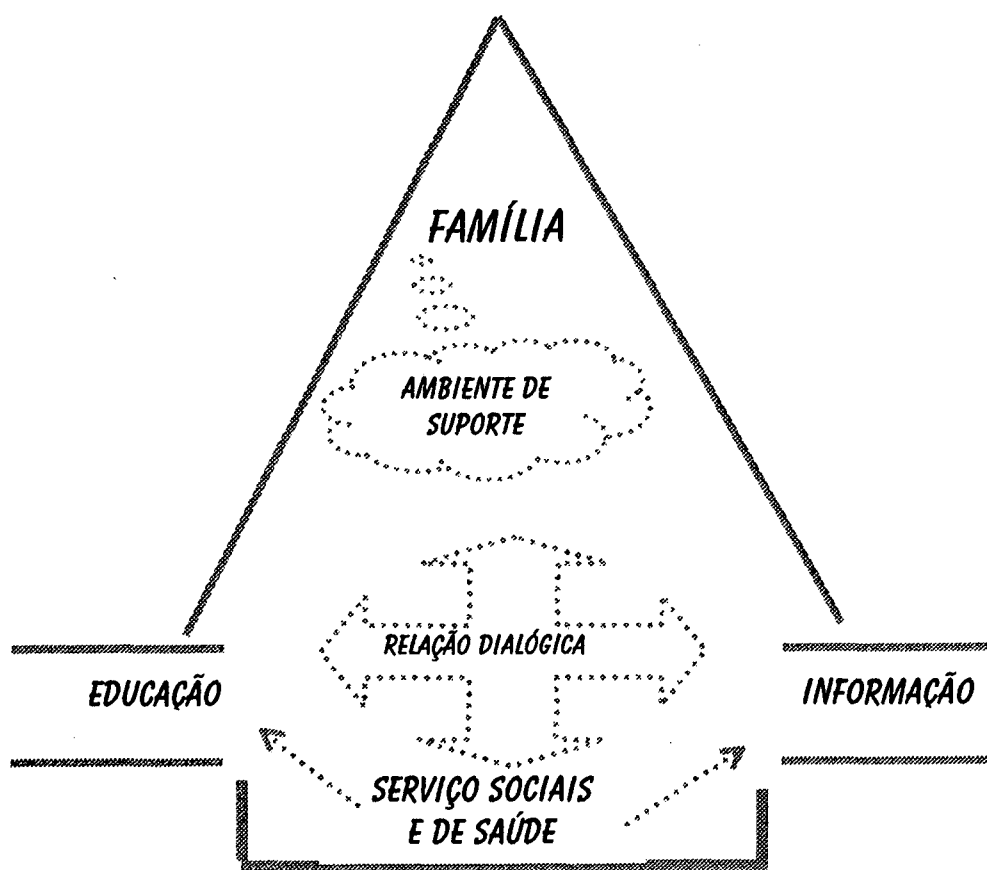 FAMÍLIA
AMBIENTE DE
SUPORTE
RELAÇÃO DIALÓGICA
EDUCAÇÃO
INFORMAÇÃO
SERVIÇO SOCIAIS
E DE SAÚDE